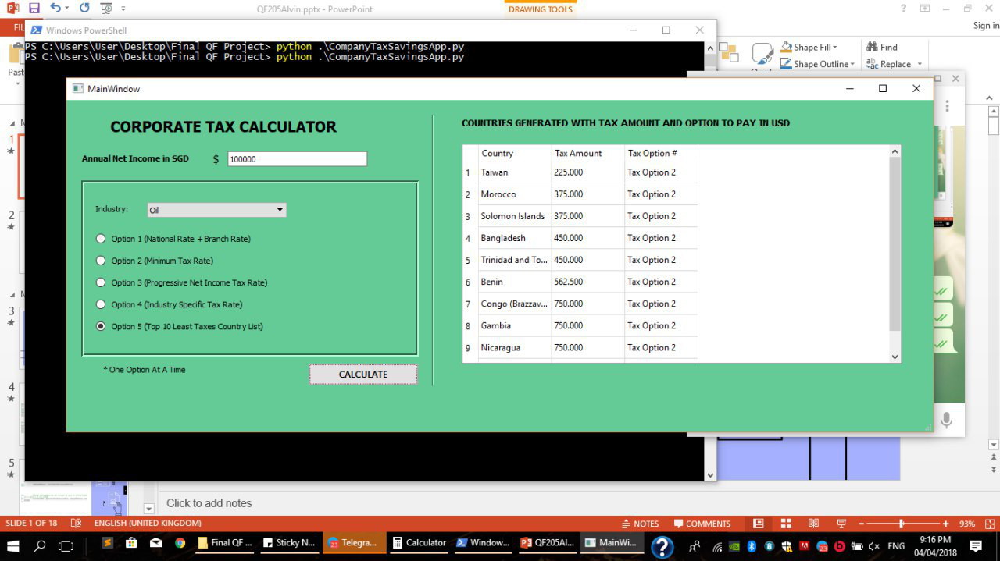 QF205Alvin.pptx - PowerPoint
DRAWING TOOLS
Sign in
Windows PowerShell
PS C:\Users\User\Desktop\Final QF Project> python .\CompanyTaxSavingsApp.py
PS C:\Users\User\Desktop\Final QF Project> python .\CompanyTaxSavingsApp.py
Shape Fill
Shape Outline
Find
Replace
MainWindow
CORPORATE TAX CALCULATOR
Annual Net Income in SGD $ 100000
Industry: Oil
Option 1 (National Rate + Branch Rate)
Option 2 (Minimum Tax Rate)
Option 3 (Progressive Net Income Tax Rate)
Option 4 (Industry Specific Tax Rate)
Option 5 (Top 10 Least Taxes Country List)
* One Option At A Time
CALCULATE
COUNTRIES GENERATED WITH TAX AMOUNT AND OPTION TO PAY IN USD
Country Tax Amount Tax Option #
1 Taiwan 225.000 Tax Option 2
2 Morocco 375.000 Tax Option 2
3 Solomon Islands 375.000 Tax Option 2
4 Bangladesh 450.000 Tax Option 2
5 Trinidad and To... 450.000 Tax Option 2
6 Benin 562.500 Tax Option 2
7 Congo (Brazzav... 750.000 Tax Option 2
8 Gambia 750.000 Tax Option 2
9 Nicaragua 750.000 Tax Option 2
1
2
3
4
5
Click to add notes
SLIDE 1 OF 18 ENGLISH (UNITED KINGDOM) NOTES COMMENTS 93%
Final QF ... Sticky N... Telegra... Calculator Window... QF205Al... MainWi... ENG
9:16 PM
04/04/2018